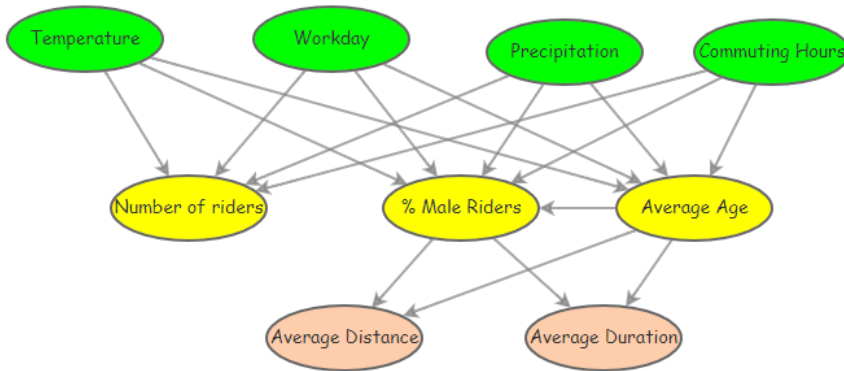 Temperature
Workday
Precipitation
Commuting Hours
Number of riders
% Male Riders
Average Age
Average Distance
Average Duration